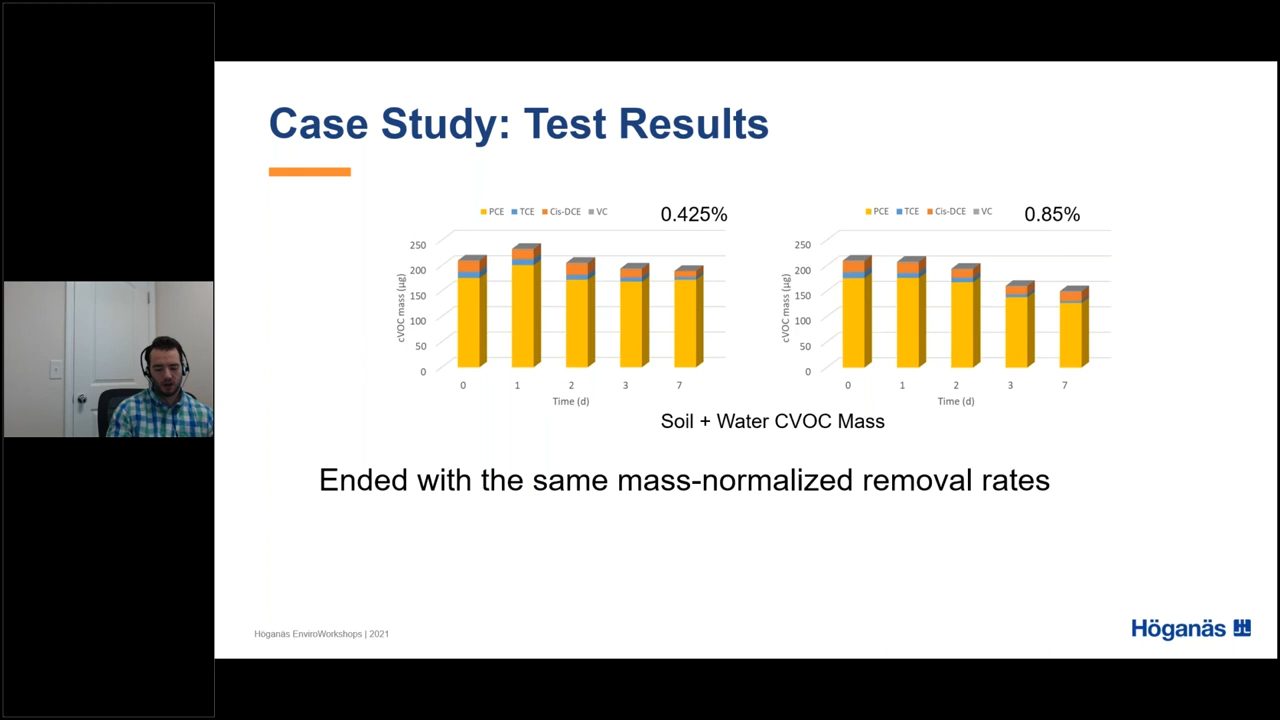 Case Study: Test Results
PCE TCE Cis-DCE VC
0.425%
250
200
150
100
50
0
cVOC mass (µg)
0 1 2 3 7
Time (d)
PCE TCE Cis-DCE VC
0.85%
250
200
150
100
50
0
cVOC mass (µg)
0 1 2 3 7
Time (d)
Soil + Water CVOC Mass
Ended with the same mass-normalized removal rates
Höganäs EnviroWorkshops | 2021
Höganäs